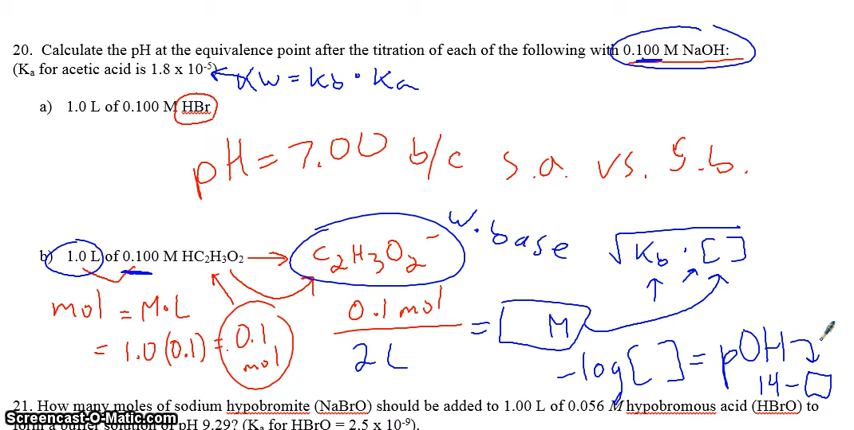 20. Calculate the pH at the equivalence point after the titration of each of the following with 0.100 M NaOH:
(Ka for acetic acid is 1.8 x 10⁻⁵) Kw = Kb · Ka
a) 1.0 L of 0.100 M HBr
pH = 7.00 b/c s.a. vs. s.b.
b) 1.0 L of 0.100 M HC₂H₃O₂ → C₂H₃O₂⁻ w. base √Kb · [ ]
mol = M·L
= 1.0 (0.1) = 0.1 mol
0.1 mol
2 L
= M
-log[ ] = pOH
14 -
21. How many moles of sodium hypobromite (NaBrO) should be added to 1.00 L of 0.056 M hypobromous acid (HBrO) to
form a buffer solution of pH 9.29? (Ka for HBrO = 2.5 x 10⁻⁹).
Screencast-O-Matic.com